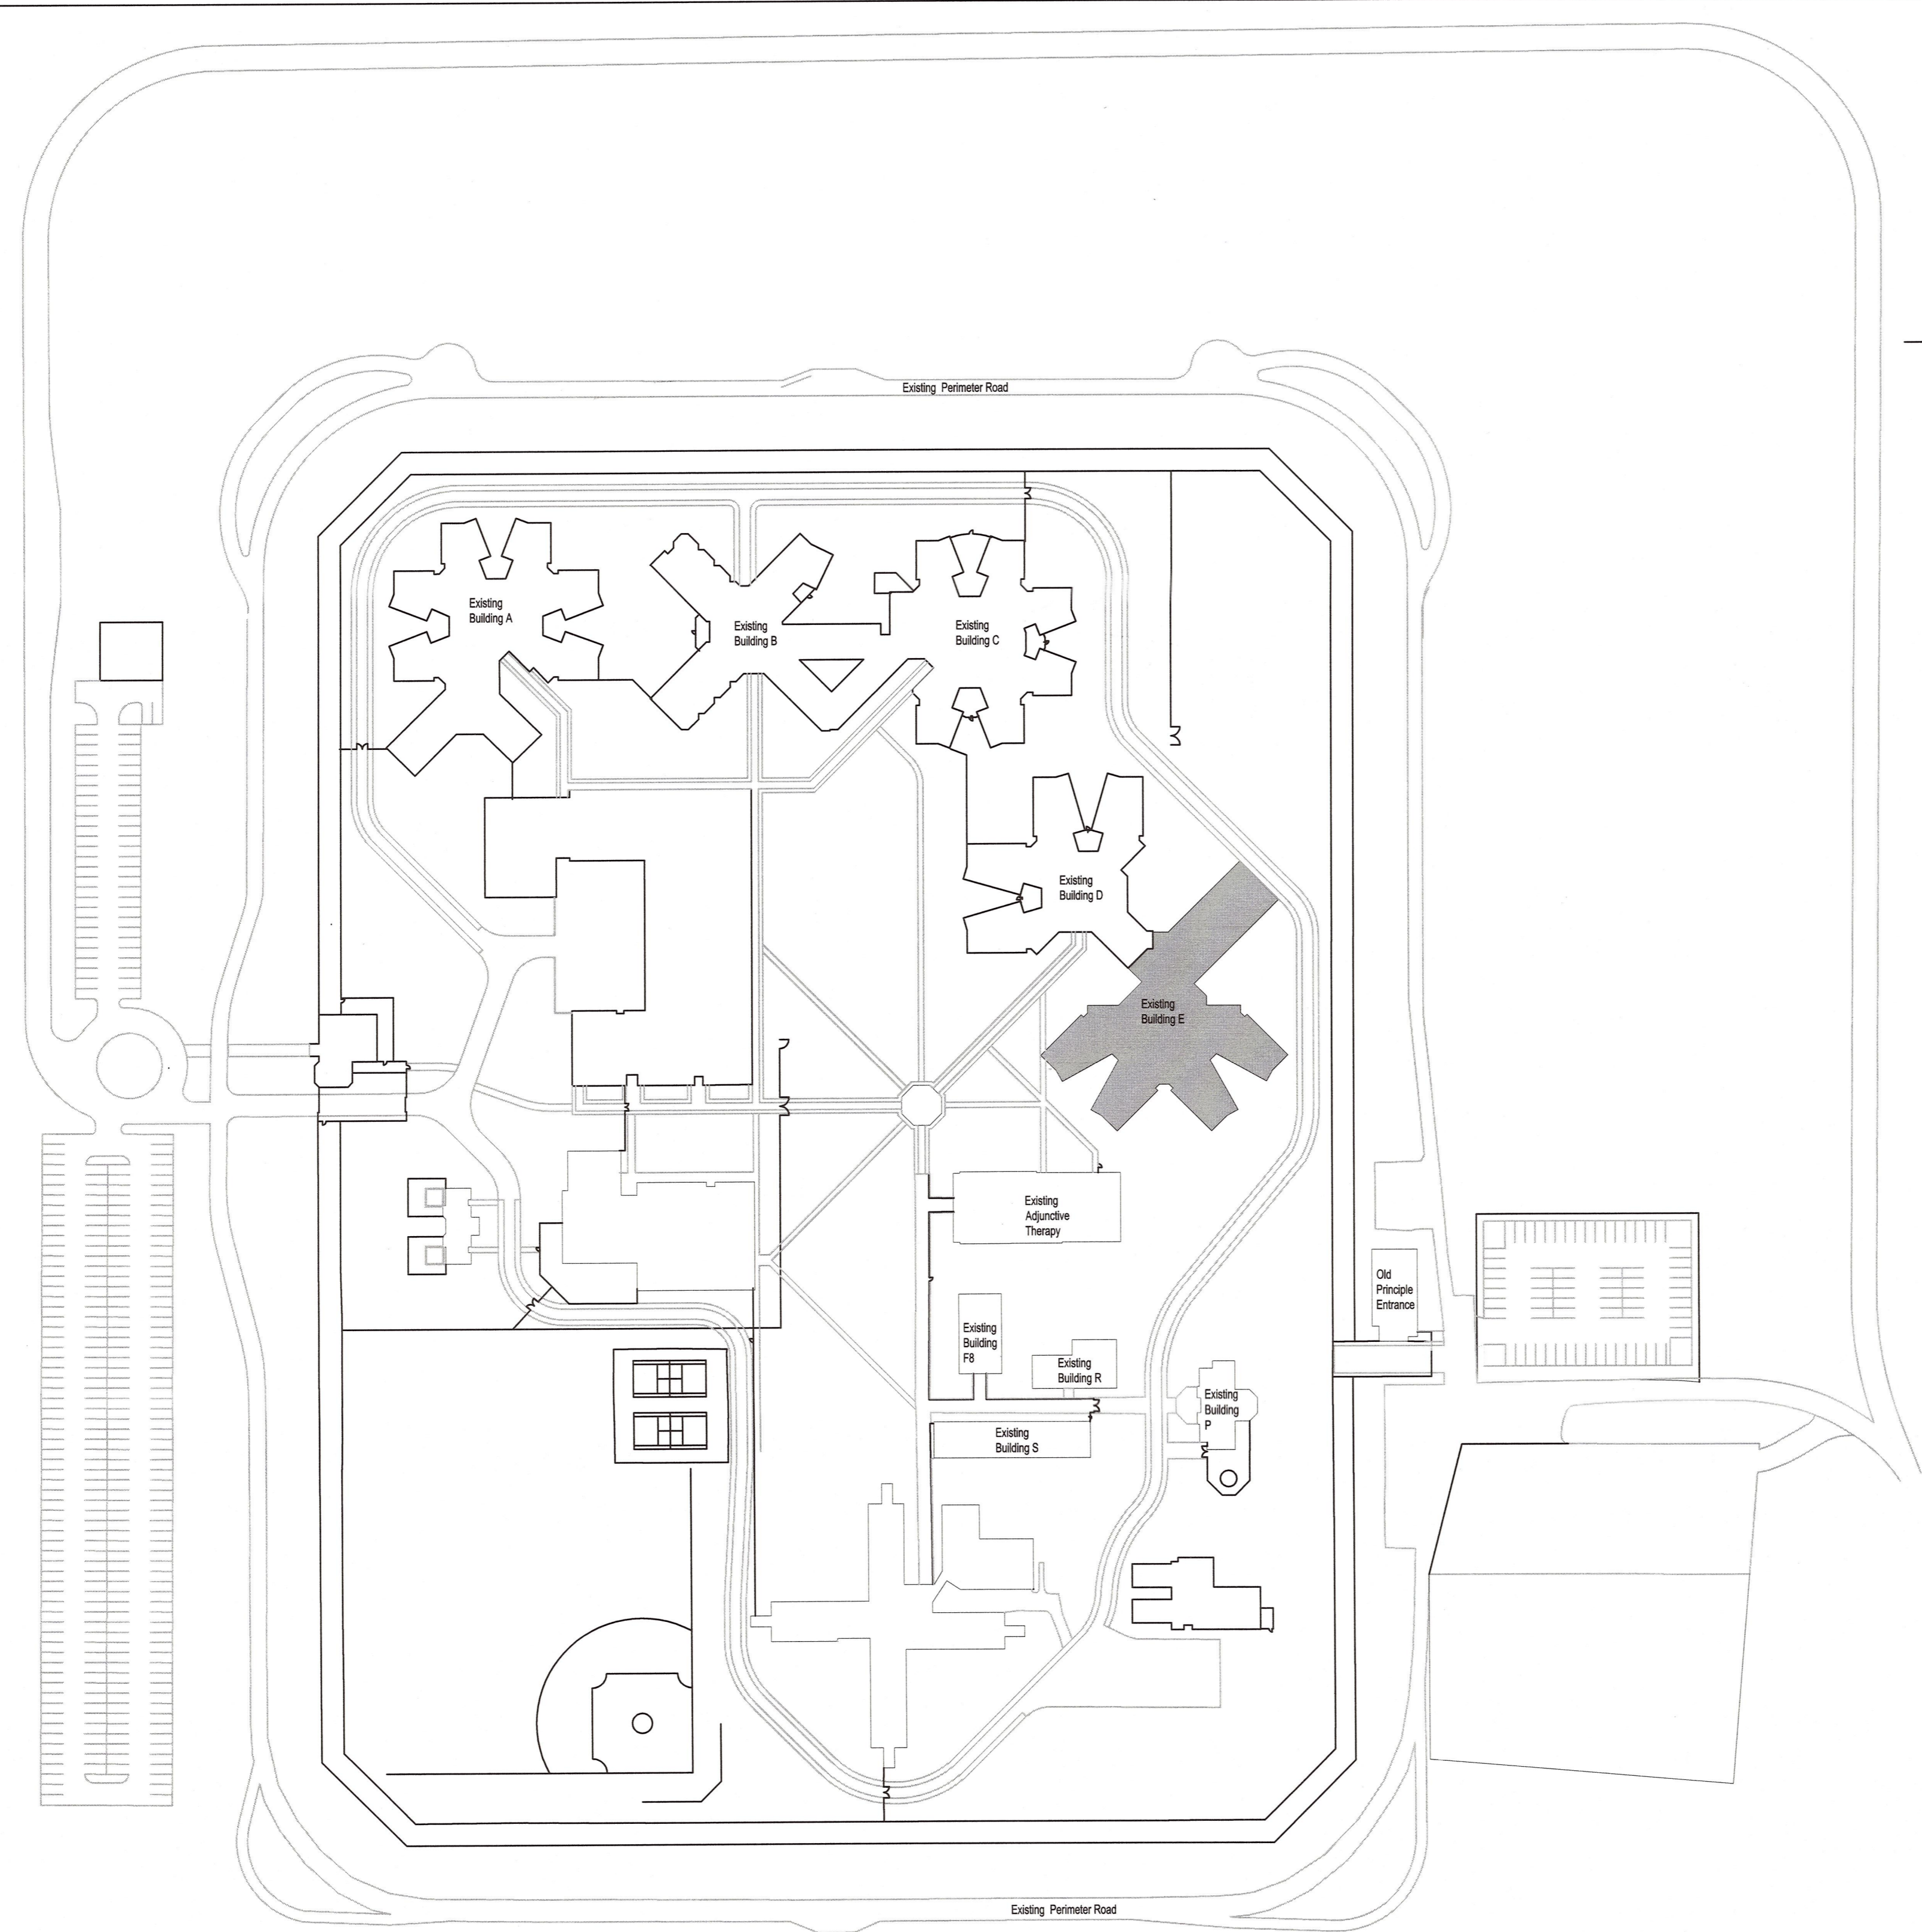 Existing  Perimeter Road
Existing
Building A
Existing
Building B
Existing
Building C
Existing
Building D
Existing
Building E
Existing
Adjunctive
Therapy
Old
Principle
Entrance
Existing
Building
F8
Existing
Building R
Existing
Building
P
Existing
Building S
Existing  Perimeter Road